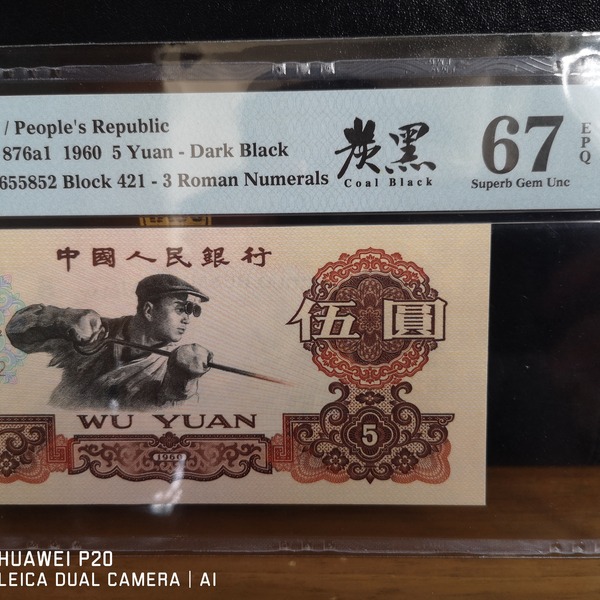 / People's Republic
876a1 1960 5 Yuan - Dark Black
655852 Block 421 - 3 Roman Numerals
炭黑
Coal Black
67
EPQ
Superb Gem Unc
中國人民銀行
伍圓
WU YUAN
5
1960
2
HUAWEI P20
LEICA DUAL CAMERA | AI